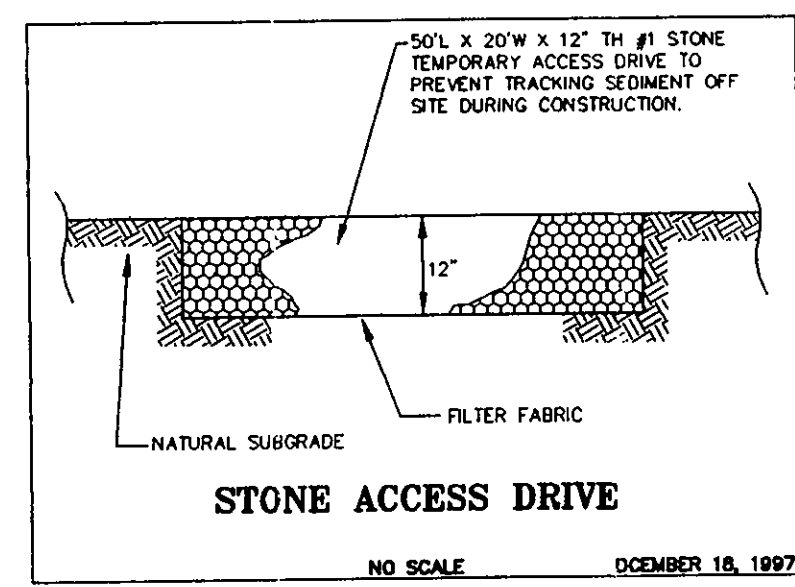 50'L X 20'W X 12" TH #1 STONE
TEMPORARY ACCESS DRIVE TO
PREVENT TRACKING SEDIMENT OFF
SITE DURING CONSTRUCTION.
12"
FILTER FABRIC
NATURAL SUBGRADE
STONE ACCESS DRIVE
NO SCALE
DCEMBER 18, 1997